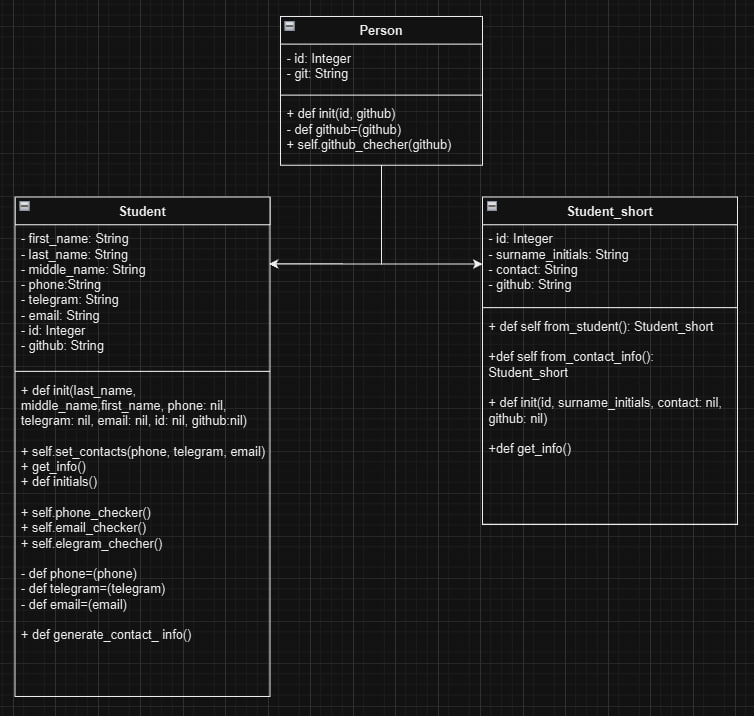 Person
- id: Integer
- git: String
+ def init(id, github)
- def github=(github)
+ self.github_checher(github)
Student
- first_name: String
- last_name: String
- middle_name: String
- phone:String
- telegram: String
- email: String
- id: Integer
- github: String
+ def init(last_name,
middle_name,first_name, phone: nil,
telegram: nil, email: nil, id: nil, github:nil)
+ self.set_contacts(phone, telegram, email)
+ get_info()
+ def initials()
+ self.phone_checker()
+ self.email_checker()
+ self.elegram_checher()
- def phone=(phone)
- def telegram=(telegram)
- def email=(email)
+ def generate_contact_ info()
Student_short
- id: Integer
- surname_initials: String
- contact: String
- github: String
+ def self from_student(): Student_short
+def self from_contact_info():
Student_short
+ def init(id, surname_initials, contact: nil,
github: nil)
+def get_info()